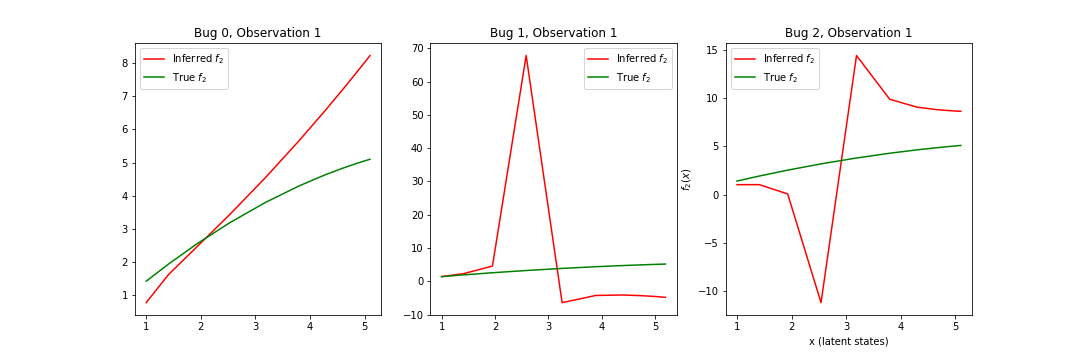 Bug 0, Observation 1
Inferred f₂
True f₂
8
7
6
5
4
3
2
1
1 2 3 4 5
Bug 1, Observation 1
Inferred f₂
True f₂
70
60
50
40
30
20
10
0
−10
1 2 3 4 5
Bug 2, Observation 1
Inferred f₂
True f₂
f₂(x)
15
10
5
0
−5
−10
1 2 3 4 5
x (latent states)